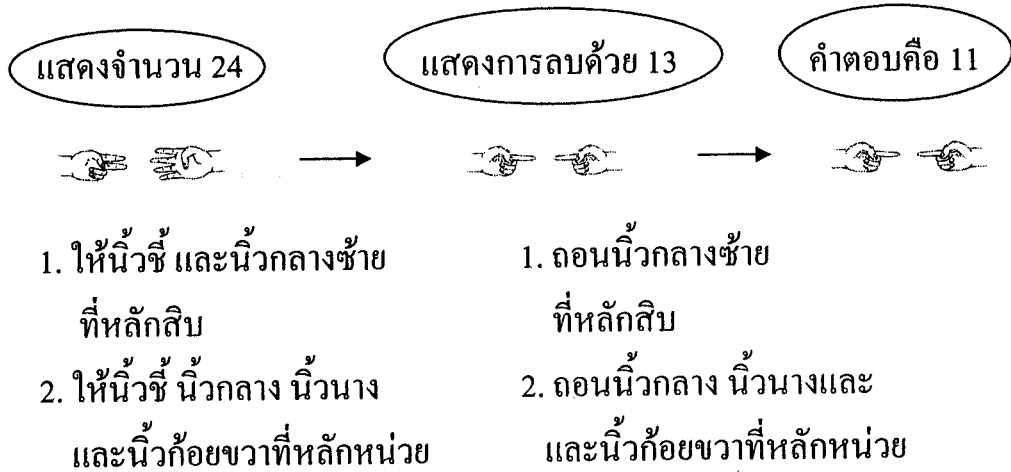 แสดงจำนวน 24
แสดงการลบด้วย 13
คำตอบคือ 11
1. ให้นิ้วชี้ และนิ้วกลางซ้าย
ที่หลักสิบ
2. ให้นิ้วชี้ นิ้วกลาง นิ้วนาง
และนิ้วก้อยขวาที่หลักหน่วย
1. ถอนนิ้วกลางซ้าย
ที่หลักสิบ
2. ถอนนิ้วกลาง นิ้วนางและ
และนิ้วก้อยขวาที่หลักหน่วย